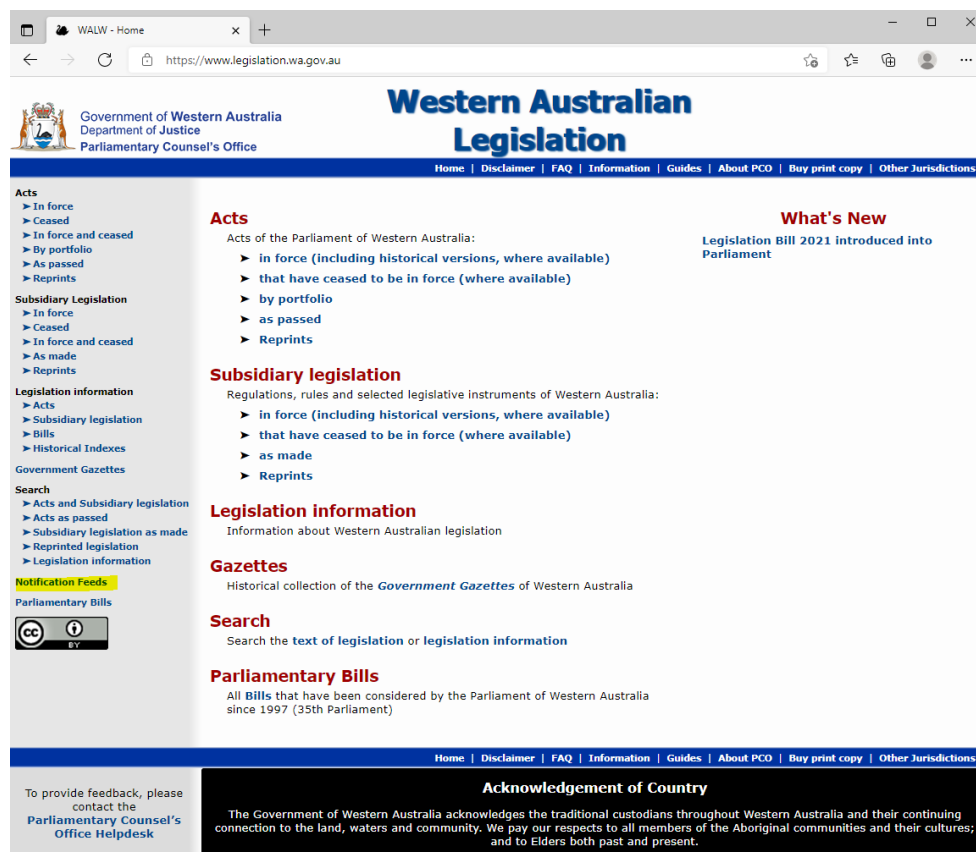 WALW - Home
https://www.legislation.wa.gov.au
Government of Western Australia
Department of Justice
Parliamentary Counsel's Office
Western Australian
Legislation
Home | Disclaimer | FAQ | Information | Guides | About PCO | Buy print copy | Other Jurisdictions
Acts
➤ In force
➤ Ceased
➤ In force and ceased
➤ By portfolio
➤ As passed
➤ Reprints
Subsidiary Legislation
➤ In force
➤ Ceased
➤ In force and ceased
➤ As made
➤ Reprints
Legislation information
➤ Acts
➤ Subsidiary legislation
➤ Bills
➤ Historical Indexes
Government Gazettes
Search
➤ Acts and Subsidiary legislation
➤ Acts as passed
➤ Subsidiary legislation as made
➤ Reprinted legislation
➤ Legislation information
Notification Feeds
Parliamentary Bills
cc
BY
Acts
Acts of the Parliament of Western Australia:
➤ in force (including historical versions, where available)
➤ that have ceased to be in force (where available)
➤ by portfolio
➤ as passed
➤ Reprints
Subsidiary legislation
Regulations, rules and selected legislative instruments of Western Australia:
➤ in force (including historical versions, where available)
➤ that have ceased to be in force (where available)
➤ as made
➤ Reprints
Legislation information
Information about Western Australian legislation
Gazettes
Historical collection of the Government Gazettes of Western Australia
Search
Search the text of legislation or legislation information
Parliamentary Bills
All Bills that have been considered by the Parliament of Western Australia
since 1997 (35th Parliament)
What's New
Legislation Bill 2021 introduced into
Parliament
Home | Disclaimer | FAQ | Information | Guides | About PCO | Buy print copy | Other Jurisdictions
To provide feedback, please
contact the
Parliamentary Counsel's
Office Helpdesk
Acknowledgement of Country
The Government of Western Australia acknowledges the traditional custodians throughout Western Australia and their continuing
connection to the land, waters and community. We pay our respects to all members of the Aboriginal communities and their cultures;
and to Elders both past and present.